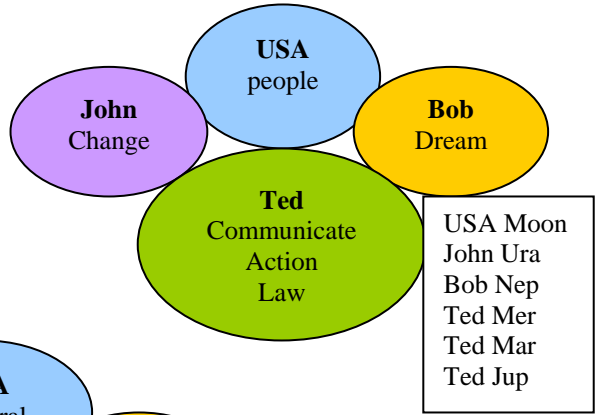 USA
people
John
Change
Bob
Dream
Ted
Communicate
Action
Law
USA Moon
John Ura
Bob Nep
Ted Mer
Ted Mar
Ted Jup